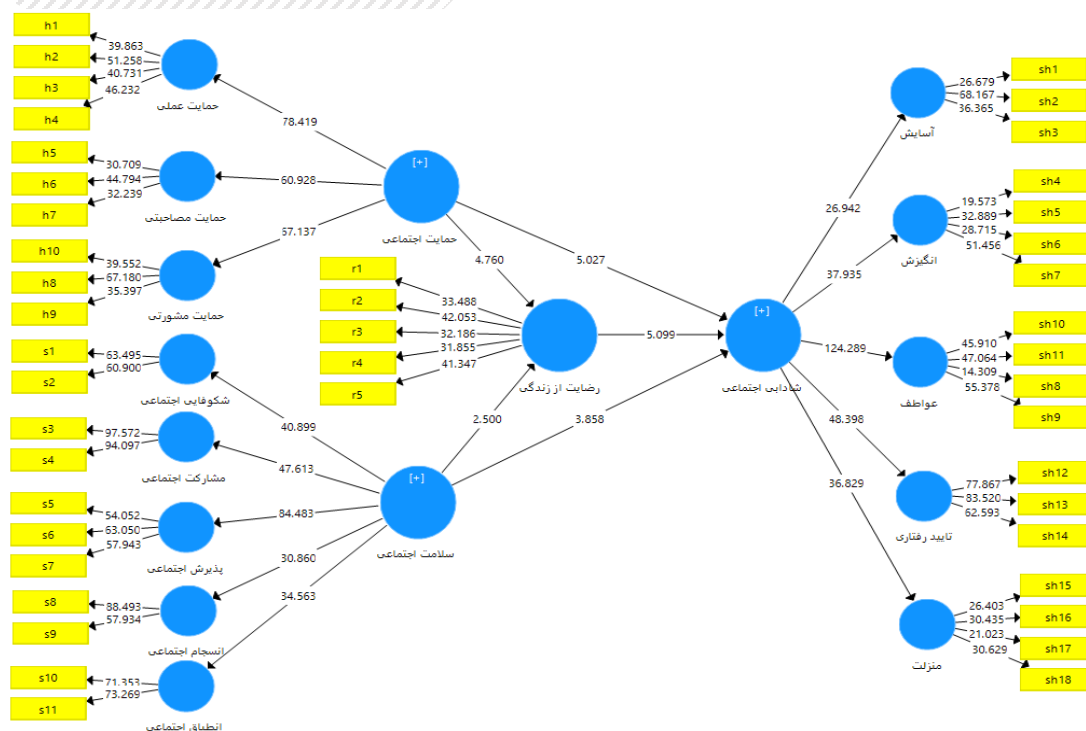 h1
h2
h3
h4
39.863
51.258
40.731
46.232
حمایت عملی
h5
h6
h7
30.709
44.794
32.239
حمایت مصاحبتی
h10
h8
h9
39.552
67.180
35.397
حمایت مشورتی
s1
s2
63.495
60.900
شکوفایی اجتماعی
s3
s4
97.572
94.097
مشارکت اجتماعی
s5
s6
s7
54.052
63.050
57.943
پذیرش اجتماعی
s8
s9
88.493
57.934
انسجام اجتماعی
s10
s11
71.353
73.269
انطباق اجتماعی
78.419
60.928
57.137
[+]
حمایت اجتماعی
40.899
47.613
84.483
30.860
34.563
[+]
سلامت اجتماعی
r1
r2
r3
r4
r5
33.488
42.053
32.186
31.855
41.347
رضایت از زندگی
4.760
5.027
5.099
2.500
3.858
[+]
شادابی اجتماعی
26.942
37.935
124.289
48.398
36.829
آسایش
26.679
68.167
36.365
sh1
sh2
sh3
انگیزش
19.573
32.889
28.715
51.456
sh4
sh5
sh6
sh7
عواطف
45.910
47.064
14.309
55.378
sh10
sh11
sh8
sh9
تایید رفتاری
77.867
83.520
62.593
sh12
sh13
sh14
منزلت
26.403
30.435
21.023
30.629
sh15
sh16
sh17
sh18